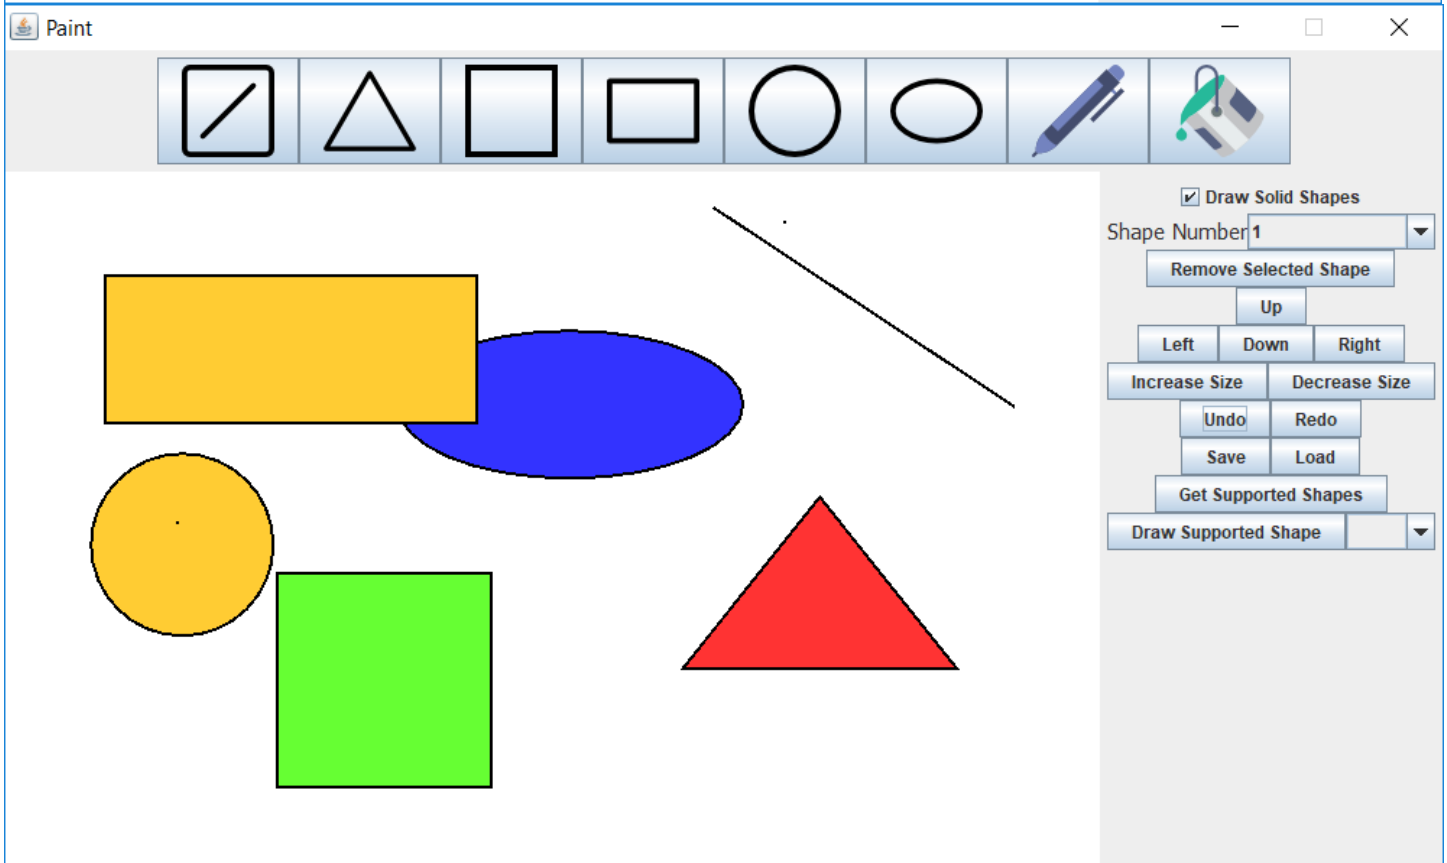 Paint
Draw Solid Shapes
Shape Number 1
Remove Selected Shape
Up
Left Down Right
Increase Size Decrease Size
Undo Redo
Save Load
Get Supported Shapes
Draw Supported Shape